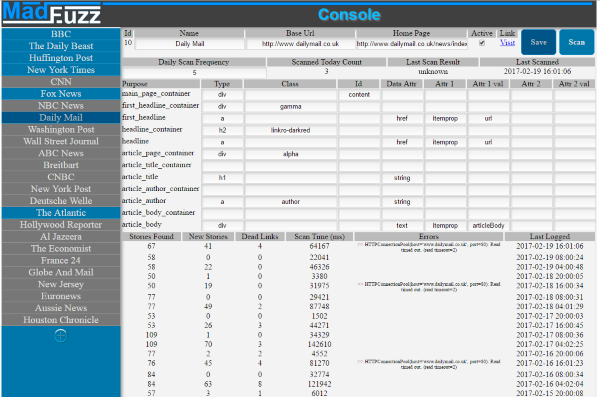 MadFuzz
Console
BBC
The Daily Beast
Huffington Post
New York Times
CNN
Fox News
NBC News
Daily Mail
Washington Post
Wall Street Journal
ABC News
Breitbart
CNBC
New York Post
Deutsche Welle
The Atlantic
Hollywood Reporter
Al Jazeera
The Economist
France 24
Globe And Mail
New Jersey
Euronews
Aussie News
Houston Chronicle
Id Name Base Url Home Page Active Link
10 Daily Mail http://www.dailymail.co.uk http://www.dailymail.co.uk/news/index Visit Save Scan
Daily Scan Frequency Scanned Today Count Last Scan Result Last Scanned
5 3 unknown 2017-02-19 16:01:06
Purpose Type Class Id Data Attr Attr 1 Attr 1 val Attr 2 Attr 2 val
main_page_container div content
first_headline_container div gamma
first_headline a href itemprop url
headline_container h2 linkro-darkred
headline a href itemprop url
article_page_container div alpha
article_title_container
article_title h1 string
article_author_container
article_author a author string
article_body_container
article_body div text itemprop articleBody
Stories Found New Stories Dead Links Scan Time (ms) Errors Last Logged
67 41 4 64167 >> HTTPConnectionPool(host='www.dailymail.co.uk', port=80): Read timed out. (read timeout=2) 2017-02-19 16:01:06
58 0 0 22041 2017-02-19 08:00:24
58 22 0 46326 2017-02-19 04:00:48
50 1 0 3380 2017-02-18 20:00:05
50 19 0 31975 >> HTTPConnectionPool(host='www.dailymail.co.uk', port=80): Read timed out. (read timeout=2) 2017-02-18 16:00:34
77 0 0 29421 2017-02-18 08:00:31
77 49 2 87748 2017-02-18 04:01:29
53 0 0 1502 2017-02-17 20:00:03
53 26 3 44271 2017-02-17 16:00:45
109 1 0 34329 2017-02-17 08:00:36
109 70 3 142610 2017-02-17 04:02:25
77 2 2 4552 2017-02-16 20:00:06
76 45 4 81270 >> HTTPConnectionPool(host='www.dailymail.co.uk', port=80): Read timed out. (read timeout=2) 2017-02-16 16:01:23
84 0 0 32774 2017-02-16 08:00:34
84 63 8 121942 2017-02-16 04:02:04
57 3 1 6012 2017-02-15 20:00:08